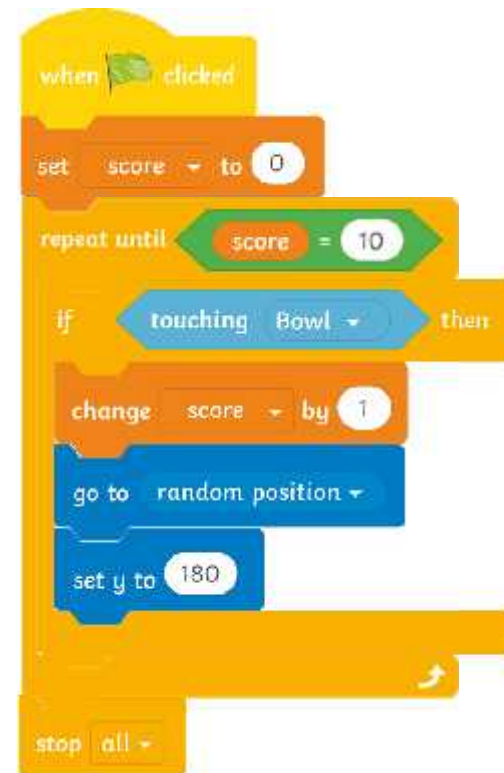 when clicked
set score to 0
repeat until score = 10
if touching Bowl then
change score by 1
go to random position
set y to 180
stop all